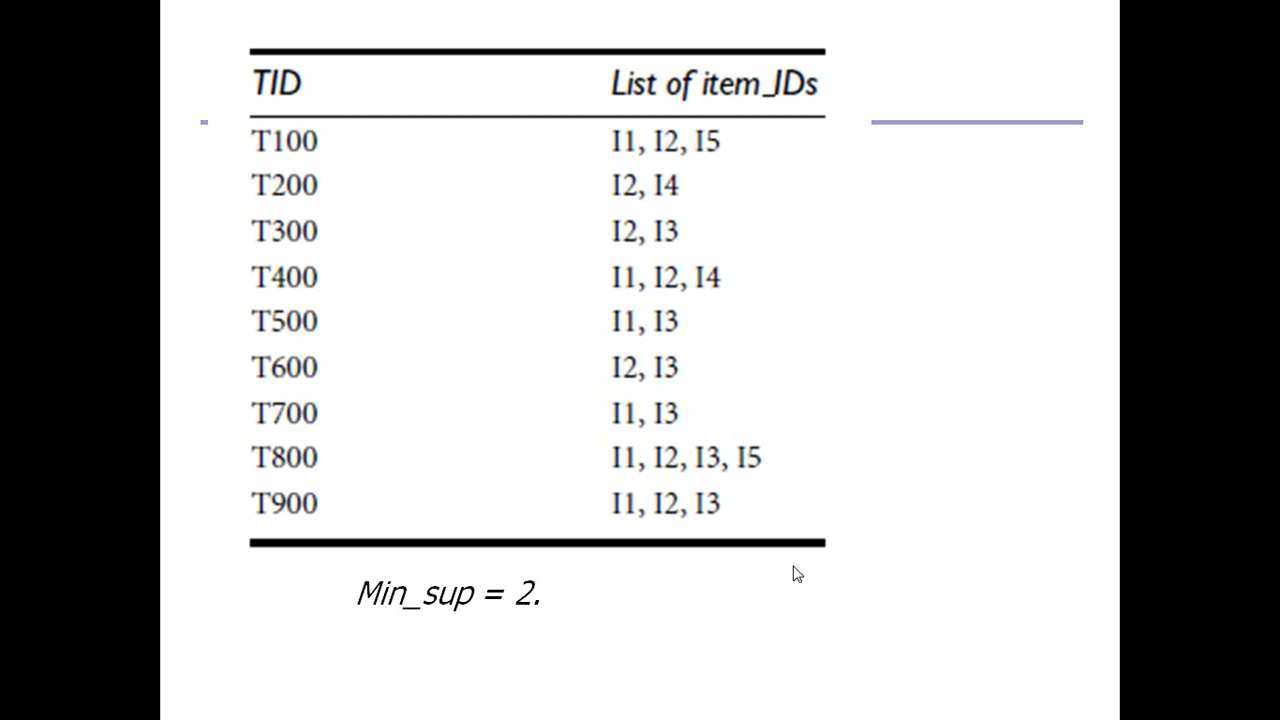 TID List of item_IDs
T100 I1, I2, I5
T200 I2, I4
T300 I2, I3
T400 I1, I2, I4
T500 I1, I3
T600 I2, I3
T700 I1, I3
T800 I1, I2, I3, I5
T900 I1, I2, I3
Min_sup = 2.